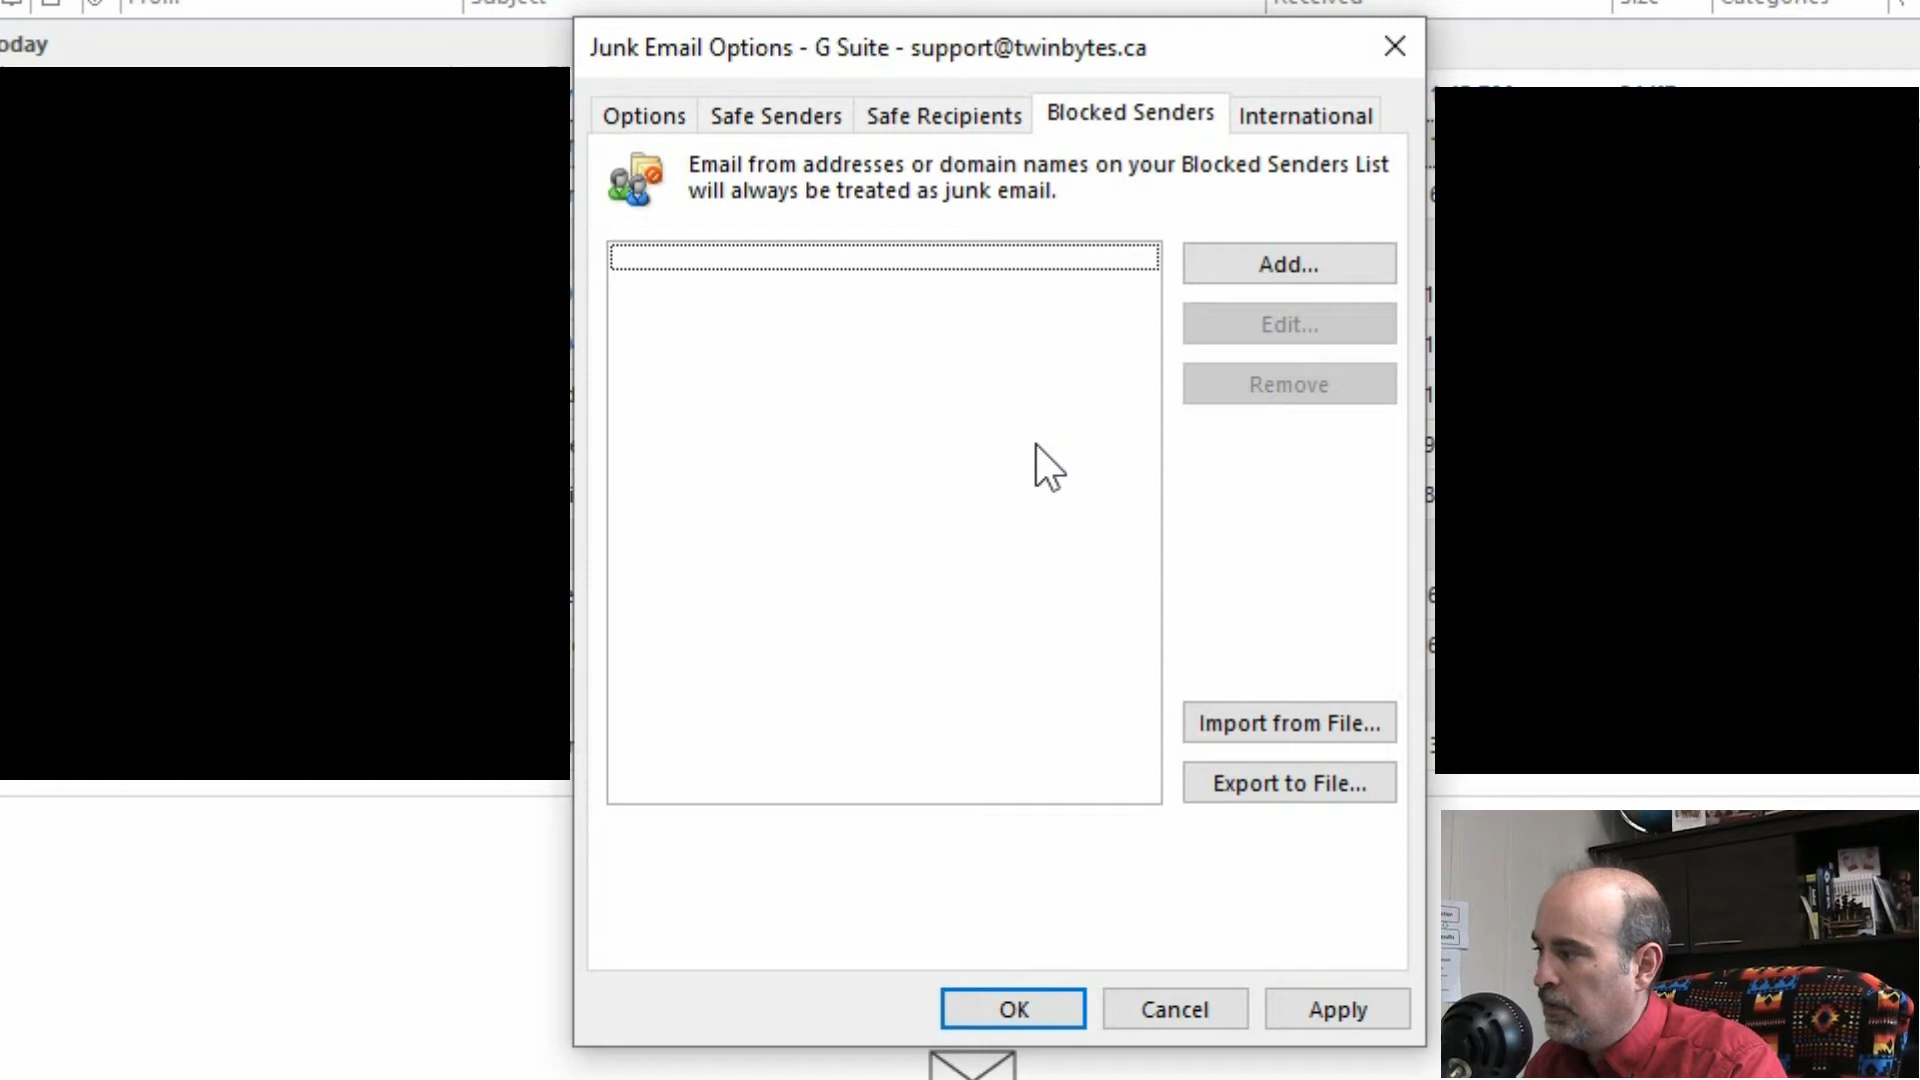 oday
Junk Email Options - G Suite - support@twinbytes.ca
Options
Safe Senders
Safe Recipients
Blocked Senders
International
Email from addresses or domain names on your Blocked Senders List
will always be treated as junk email.
Add...
Edit...
Remove
Import from File...
Export to File...
OK
Cancel
Apply